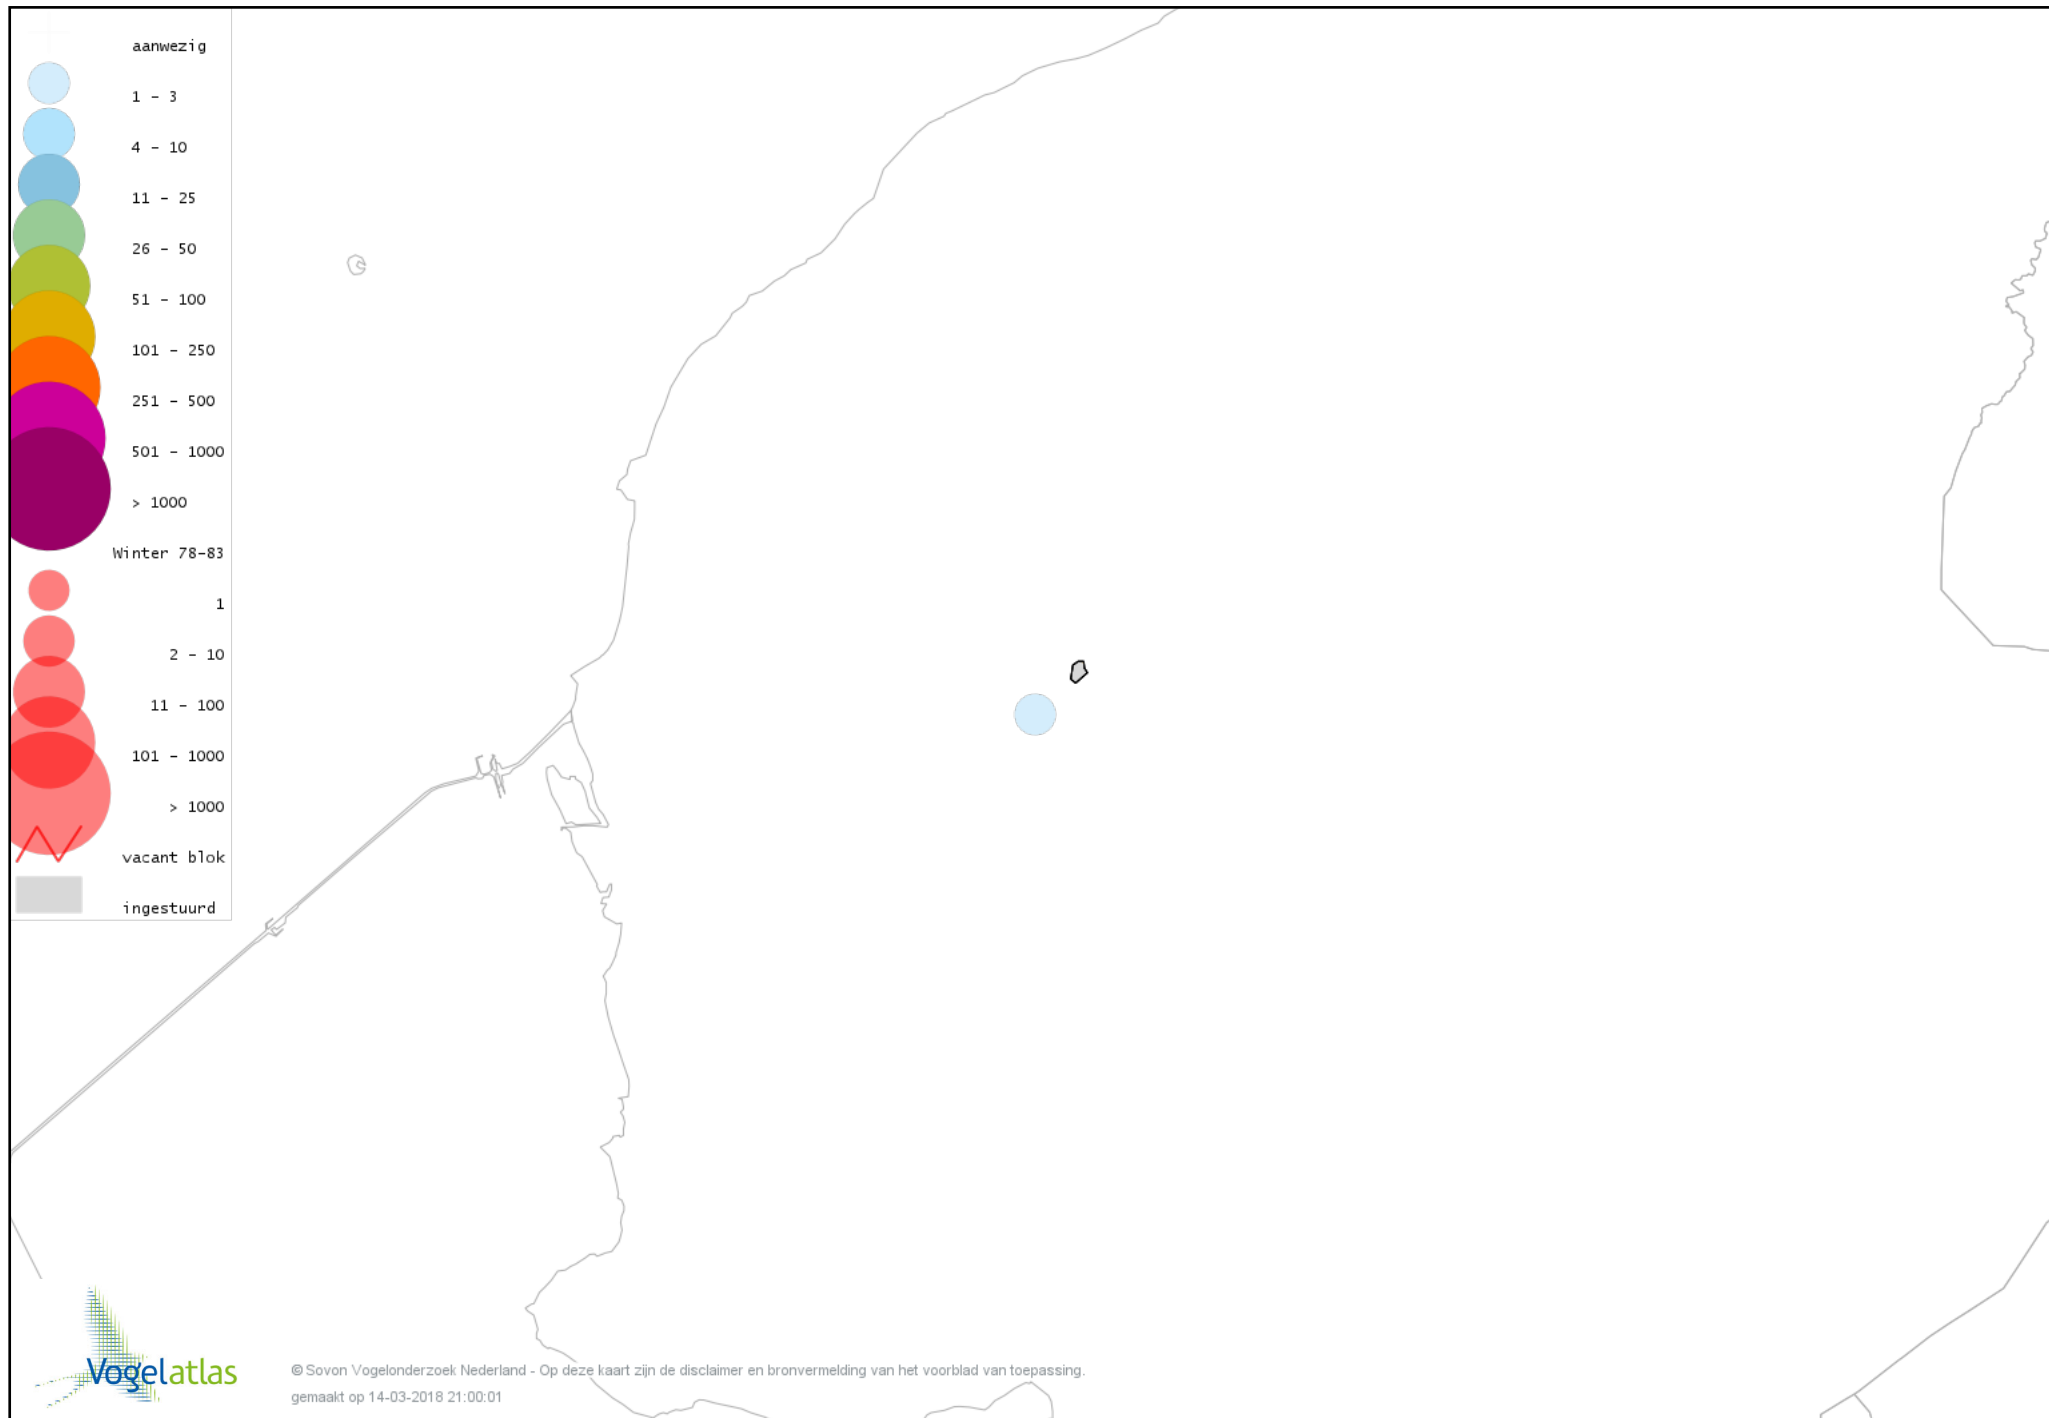 aanwezig
1 - 3
4 - 10
11 - 25
26 - 50
51 - 100
101 - 250
251 - 500
501 - 1000
> 1000
Winter 78-83
1
2 - 10
11 - 100
101 - 1000
> 1000
vacant blok
ingestuurd
Vogelatlas
© Sovon Vogelonderzoek Nederland - Op deze kaart zijn de disclaimer en bronvermelding van het voorblad van toepassing.
gemaakt op 14-03-2018 21:00:01